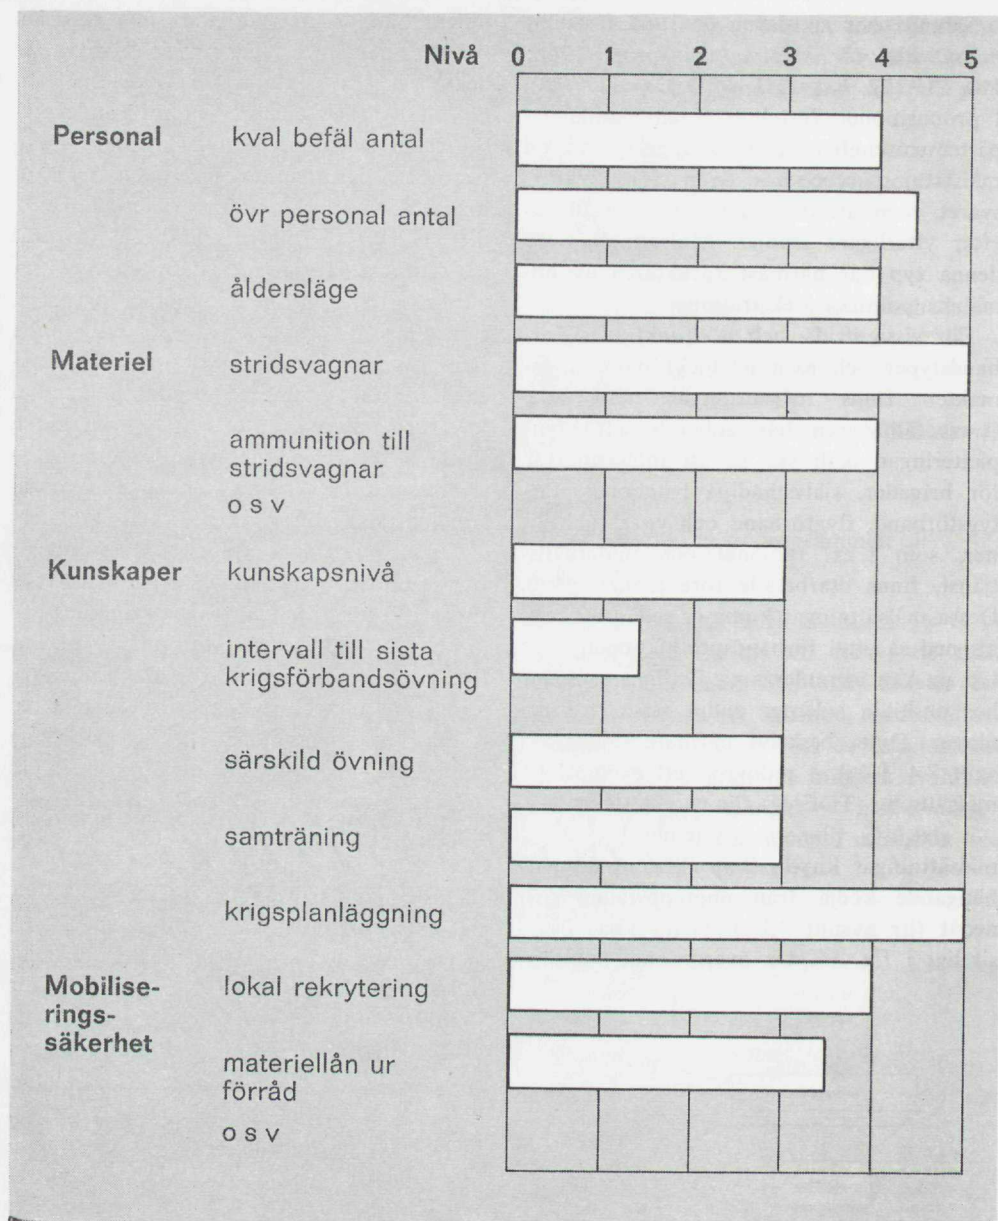 Nivå 0 1 2 3 4 5
Personal kval befäl antal
övr personal antal
åldersläge
Materiel stridsvagnar
ammunition till
stridsvagnar
o s v
Kunskaper kunskapsnivå
intervall till sista
krigsförbandsövning
särskild övning
samträning
krigsplanläggning
Mobilise-
rings-
säkerhet
lokal rekrytering
materiellån ur
förråd
o s v